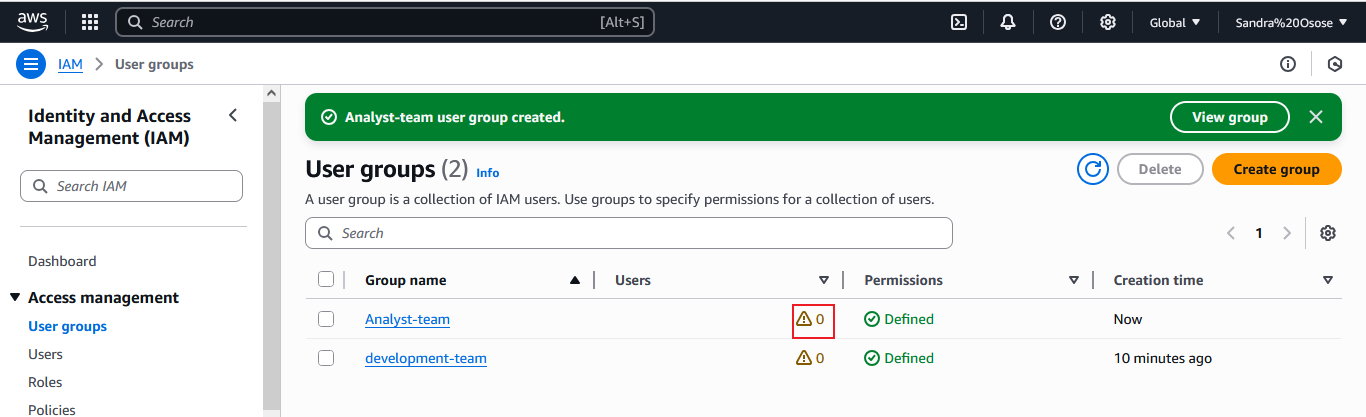 aws
Search [Alt+S] Global Sandra%20Osose
IAM User groups
Identity and Access Management (IAM)
Search IAM
Dashboard
Access management
User groups
Users
Roles
Policies
Analyst-team user group created. View group
User groups (2) Info Delete Create group
A user group is a collection of IAM users. Use groups to specify permissions for a collection of users.
Search 1
Group name Users Permissions Creation time
Analyst-team 0 Defined Now
development-team 0 Defined 10 minutes ago